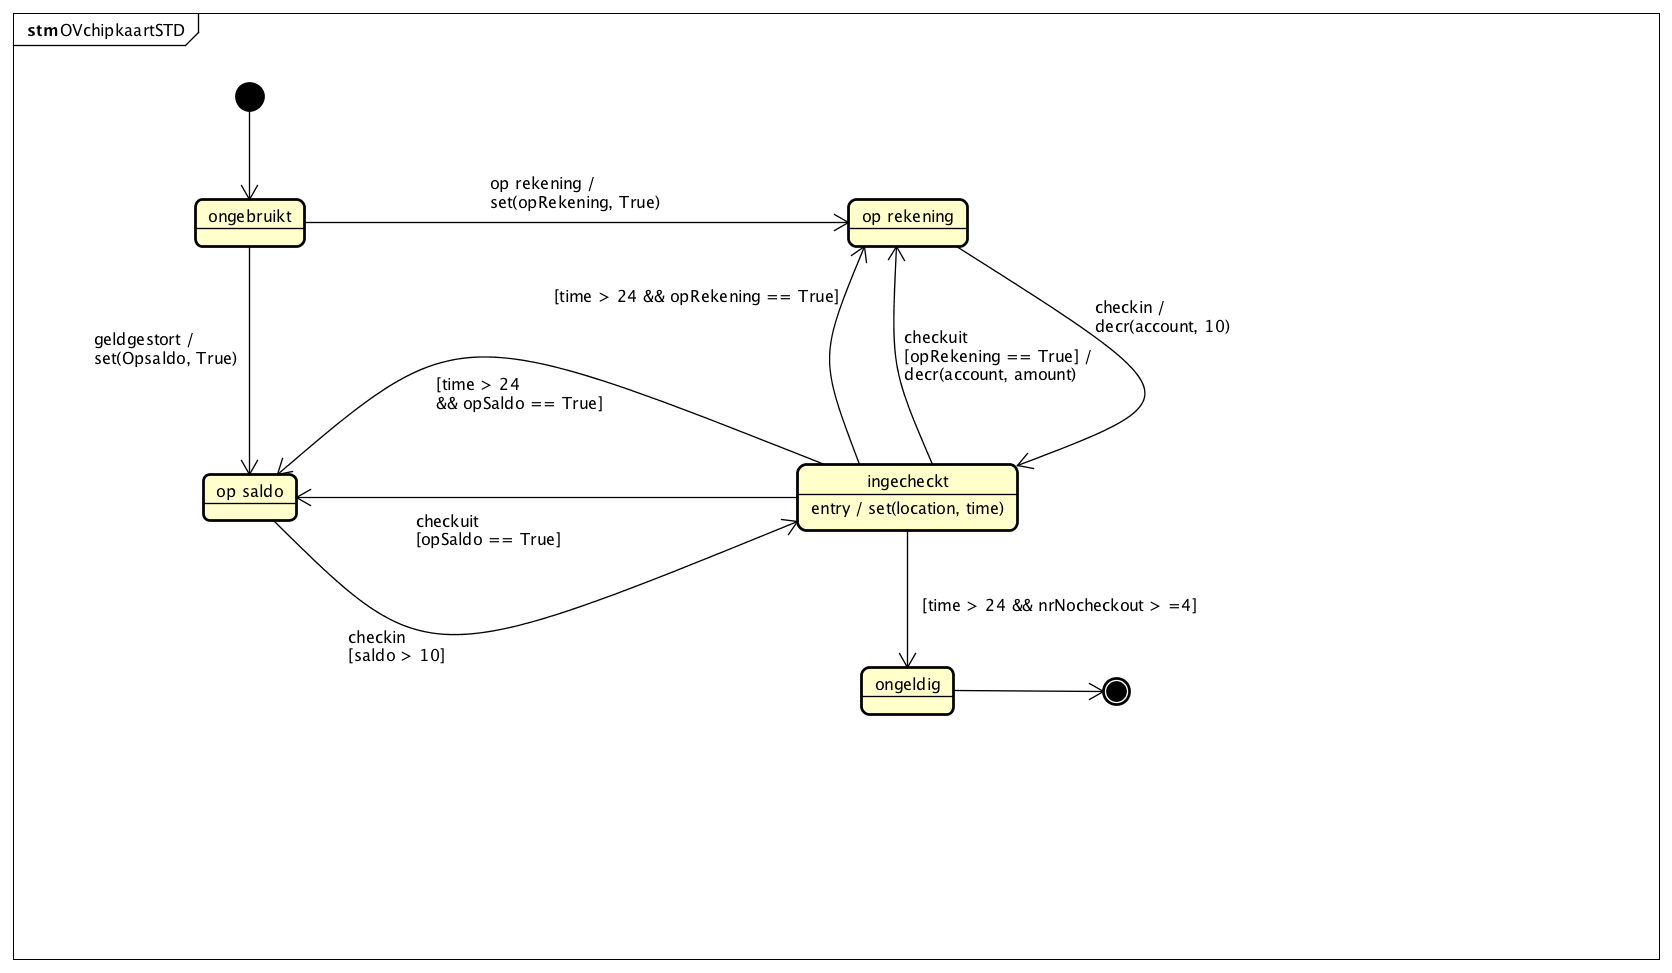 stm OVchipkaartSTD
op rekening /
set(opRekening, True)
ongebruikt
op rekening
[time > 24 && opRekening == True]
checkin /
decr(account, 10)
checkuit
[opRekening == True] /
decr(account, amount)
geldgestort /
set(Opsaldo, True)
[time > 24
&& opSaldo == True]
op saldo
ingecheckt
entry / set(location, time)
checkuit
[opSaldo == True]
[time > 24 && nrNocheckout > =4]
checkin
[saldo > 10]
ongeldig